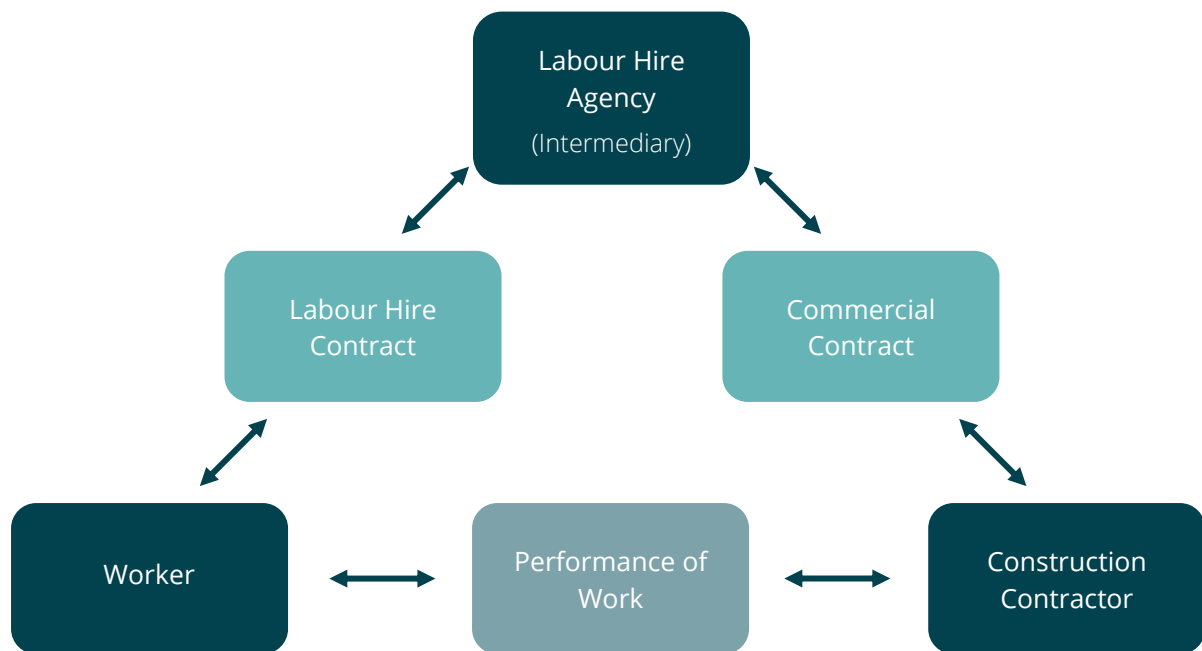 Labour Hire
Agency
(Intermediary)
Labour Hire
Contract
Commercial
Contract
Worker
Performance of
Work
Construction
Contractor